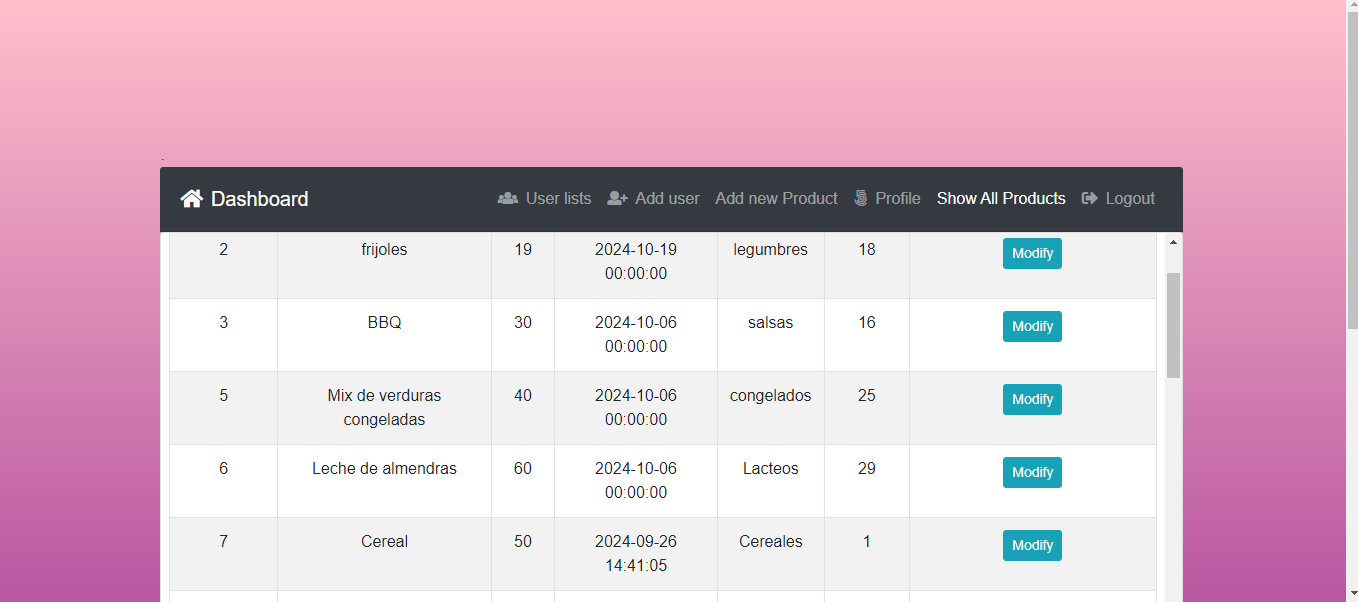 .
Dashboard User lists Add user Add new Product Profile Show All Products Logout
2 frijoles 19 2024-10-19 legumbres 18 Modify
00:00:00
3 BBQ 30 2024-10-06 salsas 16 Modify
00:00:00
5 Mix de verduras 40 2024-10-06 congelados 25 Modify
congeladas 00:00:00
6 Leche de almendras 60 2024-10-06 Lacteos 29 Modify
00:00:00
7 Cereal 50 2024-09-26 Cereales 1 Modify
14:41:05